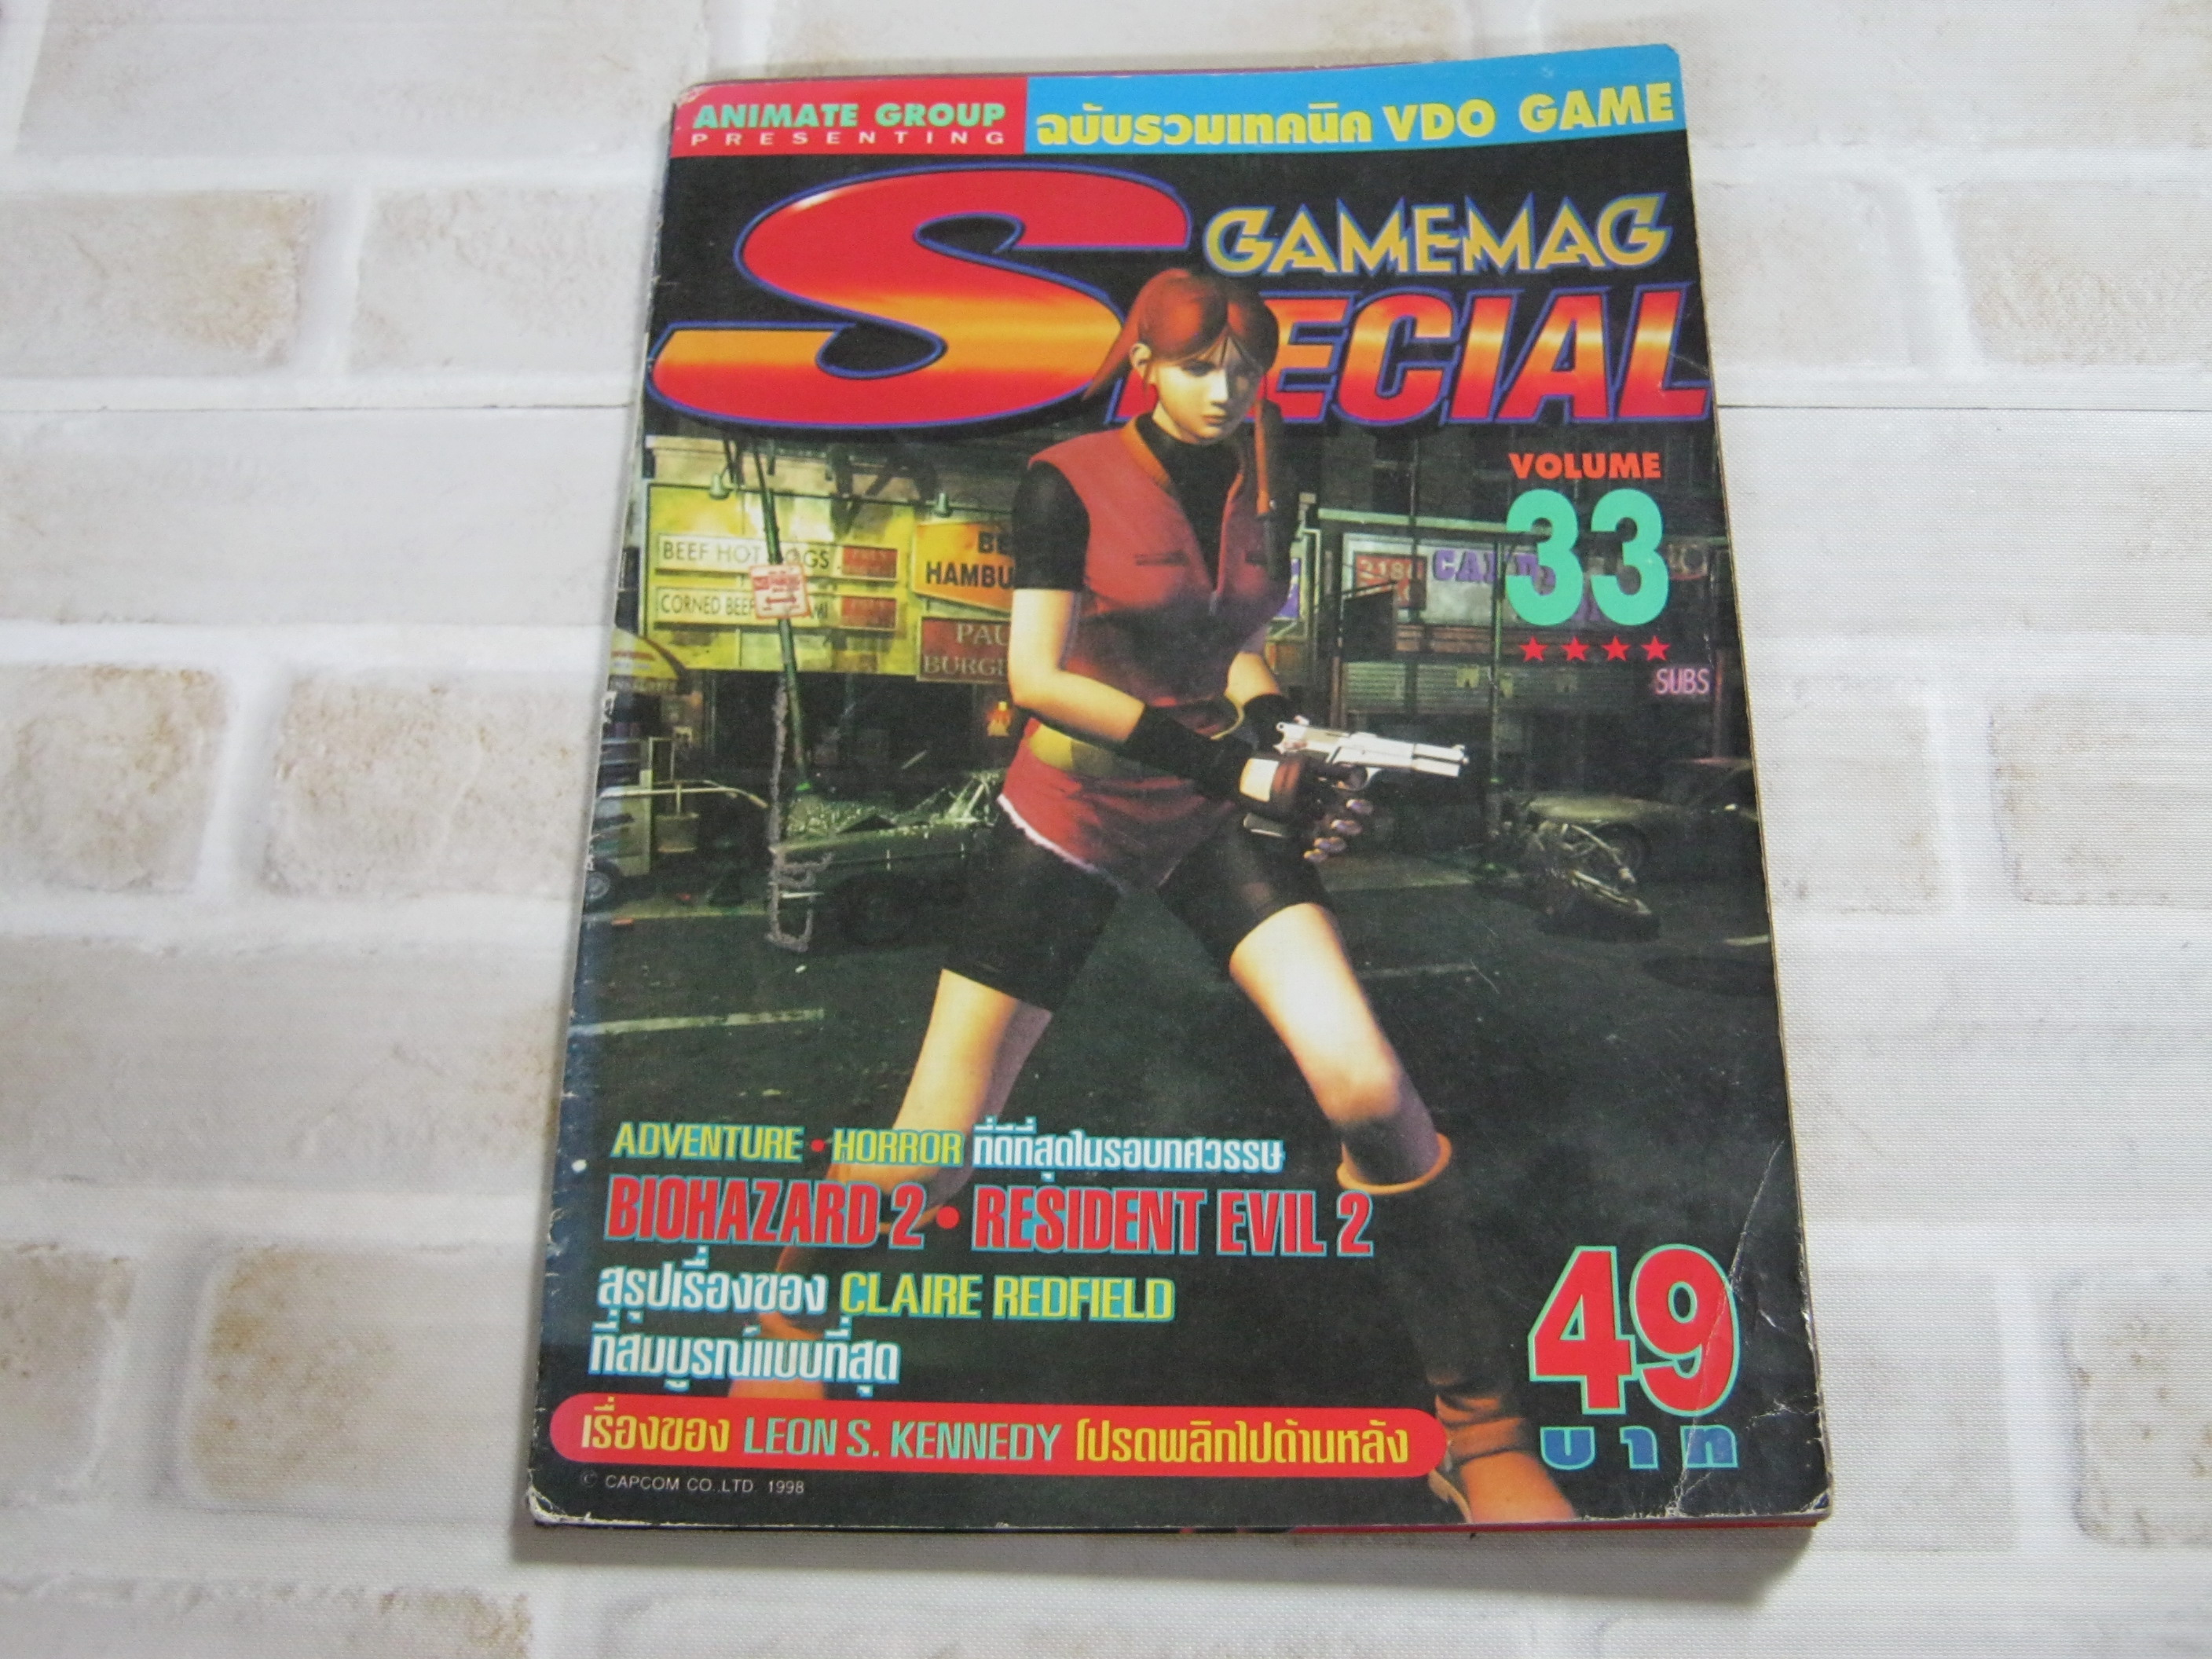 ANIMATE GROUP
PRESENTING
ฉบับรวมเทคนิค VDO GAME
GAMEMAG
SPECIAL
VOLUME
33
BEEF HOT DOGS
HAMBU
CORNED BEEF
PAU
BURG
SUBS
ADVENTURE • HORROR ที่ดีที่สุดในรอบทศวรรษ
BIOHAZARD 2 • RESIDENT EVIL 2
สรุปเรื่องของ CLAIRE REDFIELD
ที่สมบูรณ์แบบที่สุด
เรื่องของ LEON S. KENNEDY โปรดพลิกไปด้านหลัง
49
บาท
© CAPCOM CO.,LTD. 1998